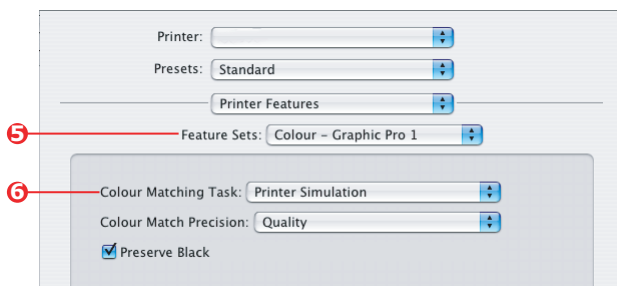 Printer:
Presets: Standard
Printer Features
5 Feature Sets: Colour – Graphic Pro 1
6 Colour Matching Task: Printer Simulation
Colour Match Precision: Quality
Preserve Black